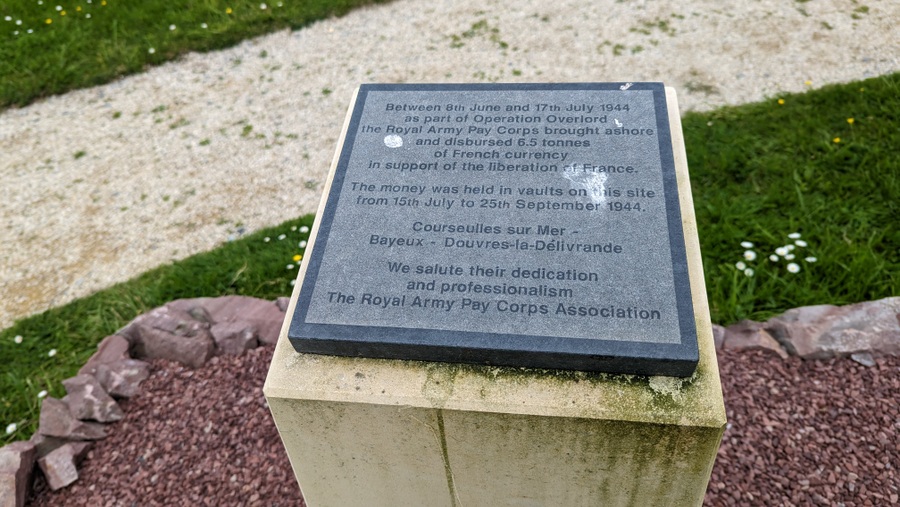 Between 8th June and 17th July 1944
as part of Operation Overlord
the Royal Army Pay Corps brought ashore
and disbursed 6.5 tonnes
of French currency
in support of the liberation of France.
The money was held in vaults on this site
from 15th July to 25th September 1944.
Courseulles sur Mer -
Bayeux - Douvres-la-Délivrande
We salute their dedication
and professionalism
The Royal Army Pay Corps Association